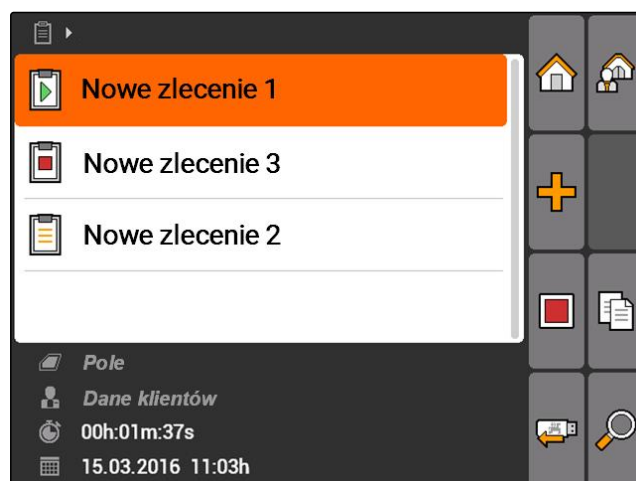 Nowe zlecenie 1
Nowe zlecenie 3
Nowe zlecenie 2
Pole
Dane klientów
00h:01m:37s
15.03.2016 11:03h